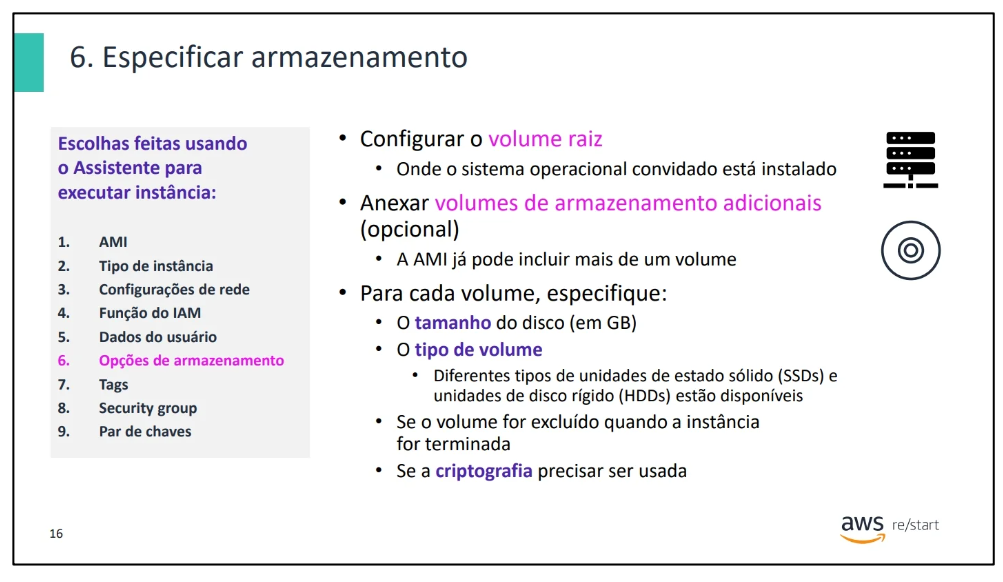 6. Especificar armazenamento
Escolhas feitas usando
o Assistente para
executar instância:
1. AMI
2. Tipo de instância
3. Configurações de rede
4. Função do IAM
5. Dados do usuário
6. Opções de armazenamento
7. Tags
8. Security group
9. Par de chaves
• Configurar o volume raiz
• Onde o sistema operacional convidado está instalado
• Anexar volumes de armazenamento adicionais
(opcional)
• A AMI já pode incluir mais de um volume
• Para cada volume, especifique:
• O tamanho do disco (em GB)
• O tipo de volume
• Diferentes tipos de unidades de estado sólido (SSDs) e
unidades de disco rígido (HDDs) estão disponíveis
• Se o volume for excluído quando a instância
for terminada
• Se a criptografia precisar ser usada
16
aws re/start